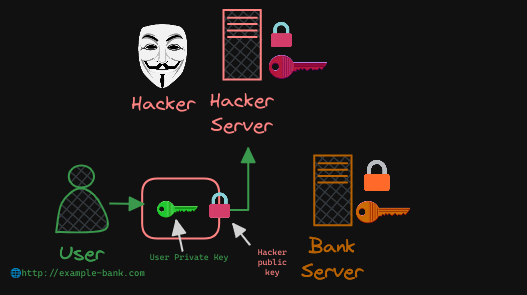 Hacker
Hacker
Server
User
🌐http://example-bank.com
User Private Key
Hacker
public
key
Bank
Server